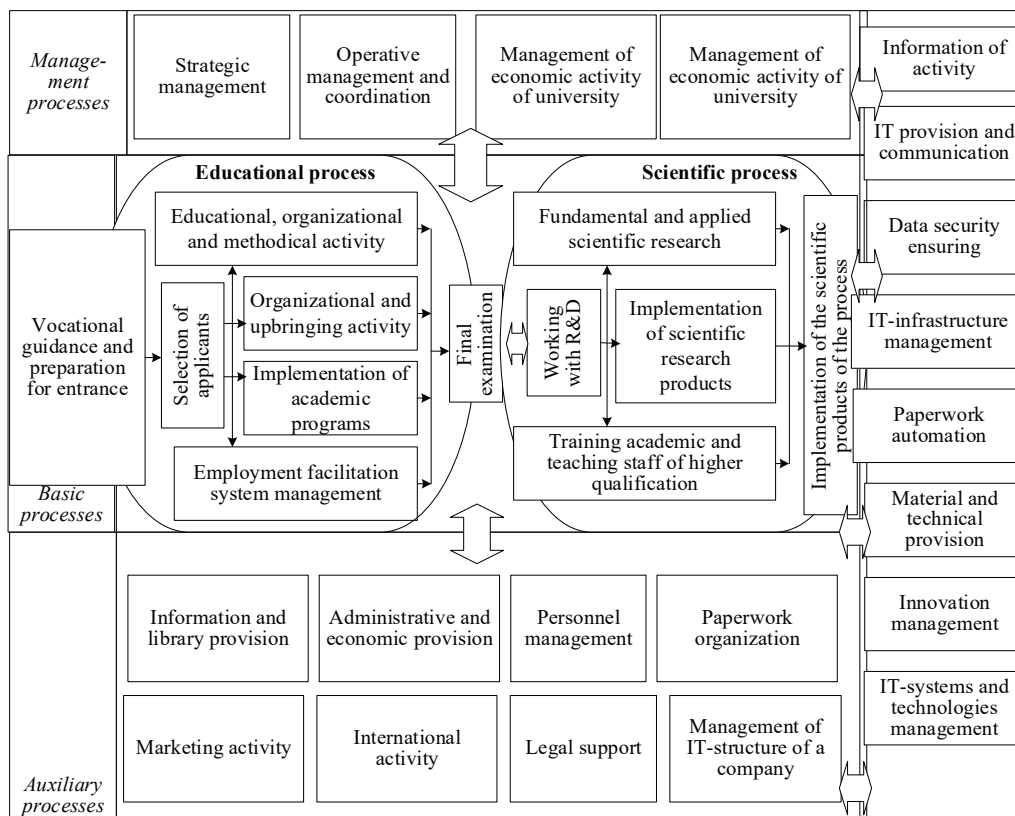 Manage-
ment
processes
Strategic
management
Operative
management and
coordination
Management of
economic activity
of university
Management of
economic activity of
university
Information of
activity
IT provision and
communication
Data security
ensuring
IT-infrastructure
management
Paperwork
automation
Material and
technical
provision
Innovation
management
IT-systems and
technologies
management
Educational process
Vocational
guidance and
preparation
for entrance
Selection of
applicants
Educational, organizational
and methodical activity
Organizational and
upbringing activity
Implementation of
academic
programs
Employment facilitation
system management
Final
examination
Scientific process
Working
with R&D
Fundamental and applied
scientific research
Implementation
of scientific
research
products
Training academic and
teaching staff of higher
qualification
Implementation of the scientific
products of the process
Basic
processes
Information and
library provision
Administrative and
economic provision
Personnel
management
Paperwork
organization
Marketing activity
International
activity
Legal support
Management of
IT-structure of a
company
Auxiliary
processes